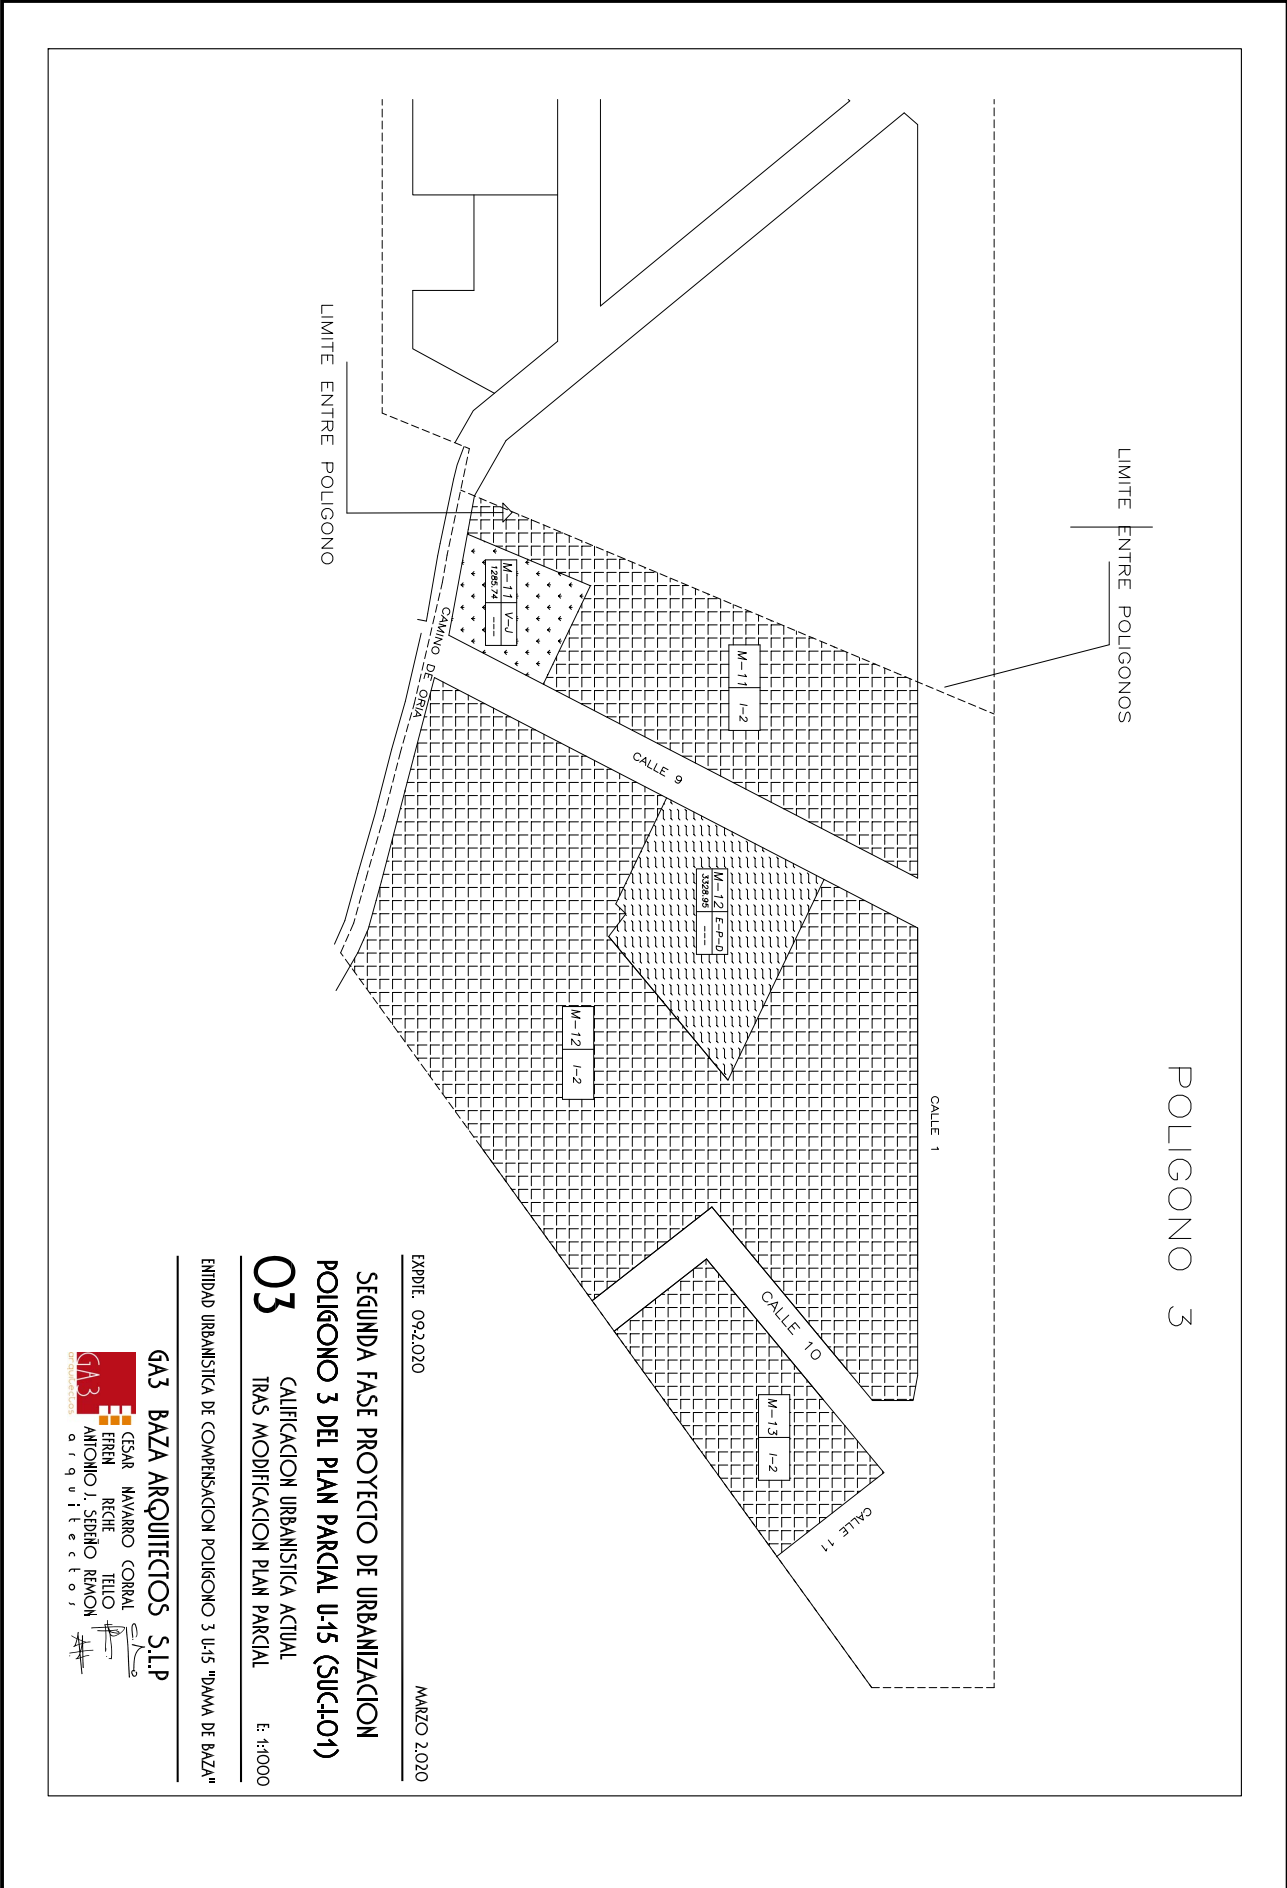 POLIGONO 3
LIMITE ENTRE POLIGONOS
LIMITE ENTRE POLIGONO
M-11 V-J
1285.74 ---
M-11 I-2
CAMINO DE ORIA
CALLE 9
M-12 E-P-D
3328.95 ---
M-12 I-2
CALLE 1
CALLE 10
M-13 I-2
CALLE 11
EXPDTE. 09-2.020 MARZO 2.020
SEGUNDA FASE PROYECTO DE URBANIZACION
POLIGONO 3 DEL PLAN PARCIAL U-15 (SUC-I-01)
03 CALIFICACION URBANISTICA ACTUAL
TRAS MODIFICACION PLAN PARCIAL E: 1:1000
ENTIDAD URBANISTICA DE COMPENSACION POLIGONO 3 U-15 "DAMA DE BAZA"
GA3 BAZA ARQUITECTOS S.L.P
GA3
arquitectos
CESAR NAVARRO CORRAL
EFREN RECHE TELLO
ANTONIO J. SEDEÑO REMON
arquitectos